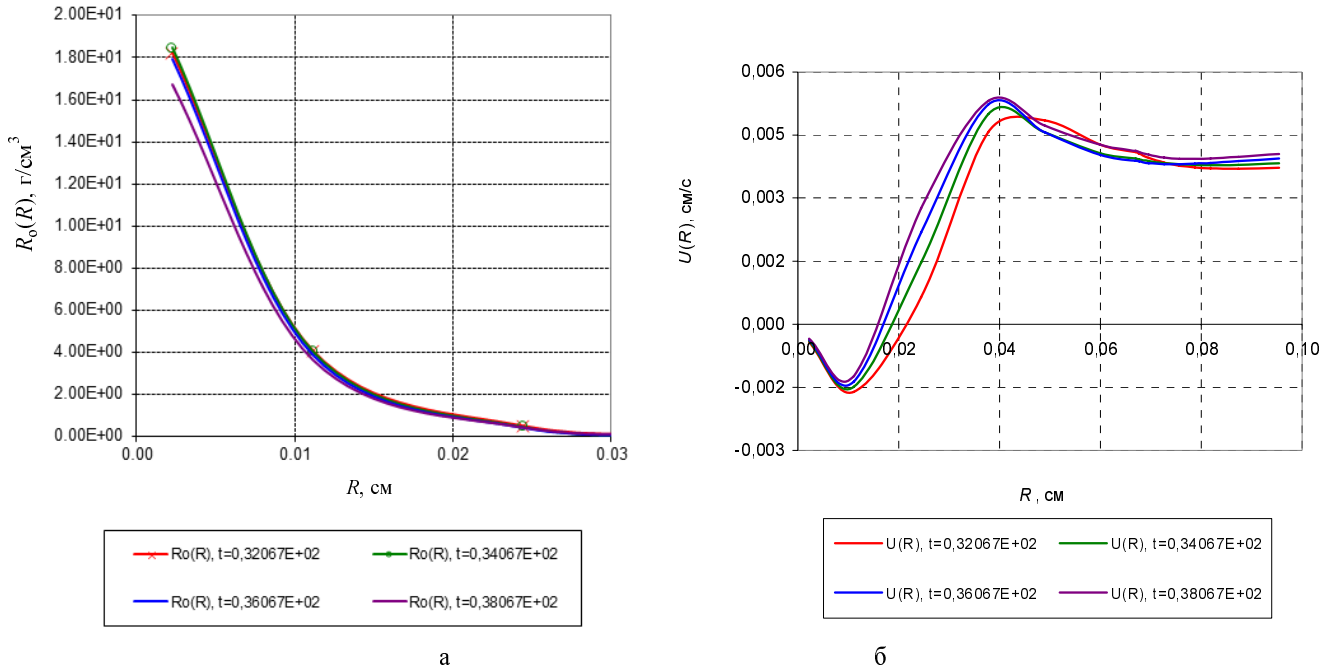 2.00E+01
1.80E+01
1.60E+01
1.40E+01
1.20E+01
1.00E+01
8.00E+00
6.00E+00
4.00E+00
2.00E+00
0.00E+00
0.00 0.01 0.02 0.03
Ro(R), г/см3
R, см
Ro(R), t=0,32067E+02 Ro(R), t=0,34067E+02
Ro(R), t=0,36067E+02 Ro(R), t=0,38067E+02
а
0,006
0,005
0,003
0,002
0,000
-0,002
-0,003
0,00 0,02 0,04 0,06 0,08 0,10
U(R), см/с
R , см
U(R), t=0,32067E+02 U(R), t=0,34067E+02
U(R), t=0,36067E+02 U(R), t=0,38067E+02
б